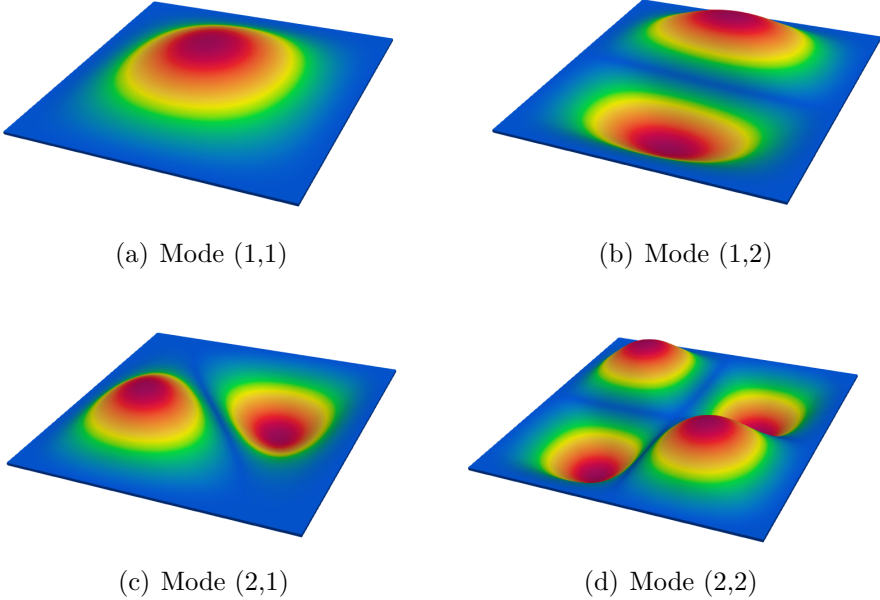 (a) Mode (1,1)
(b) Mode (1,2)
(c) Mode (2,1)
(d) Mode (2,2)